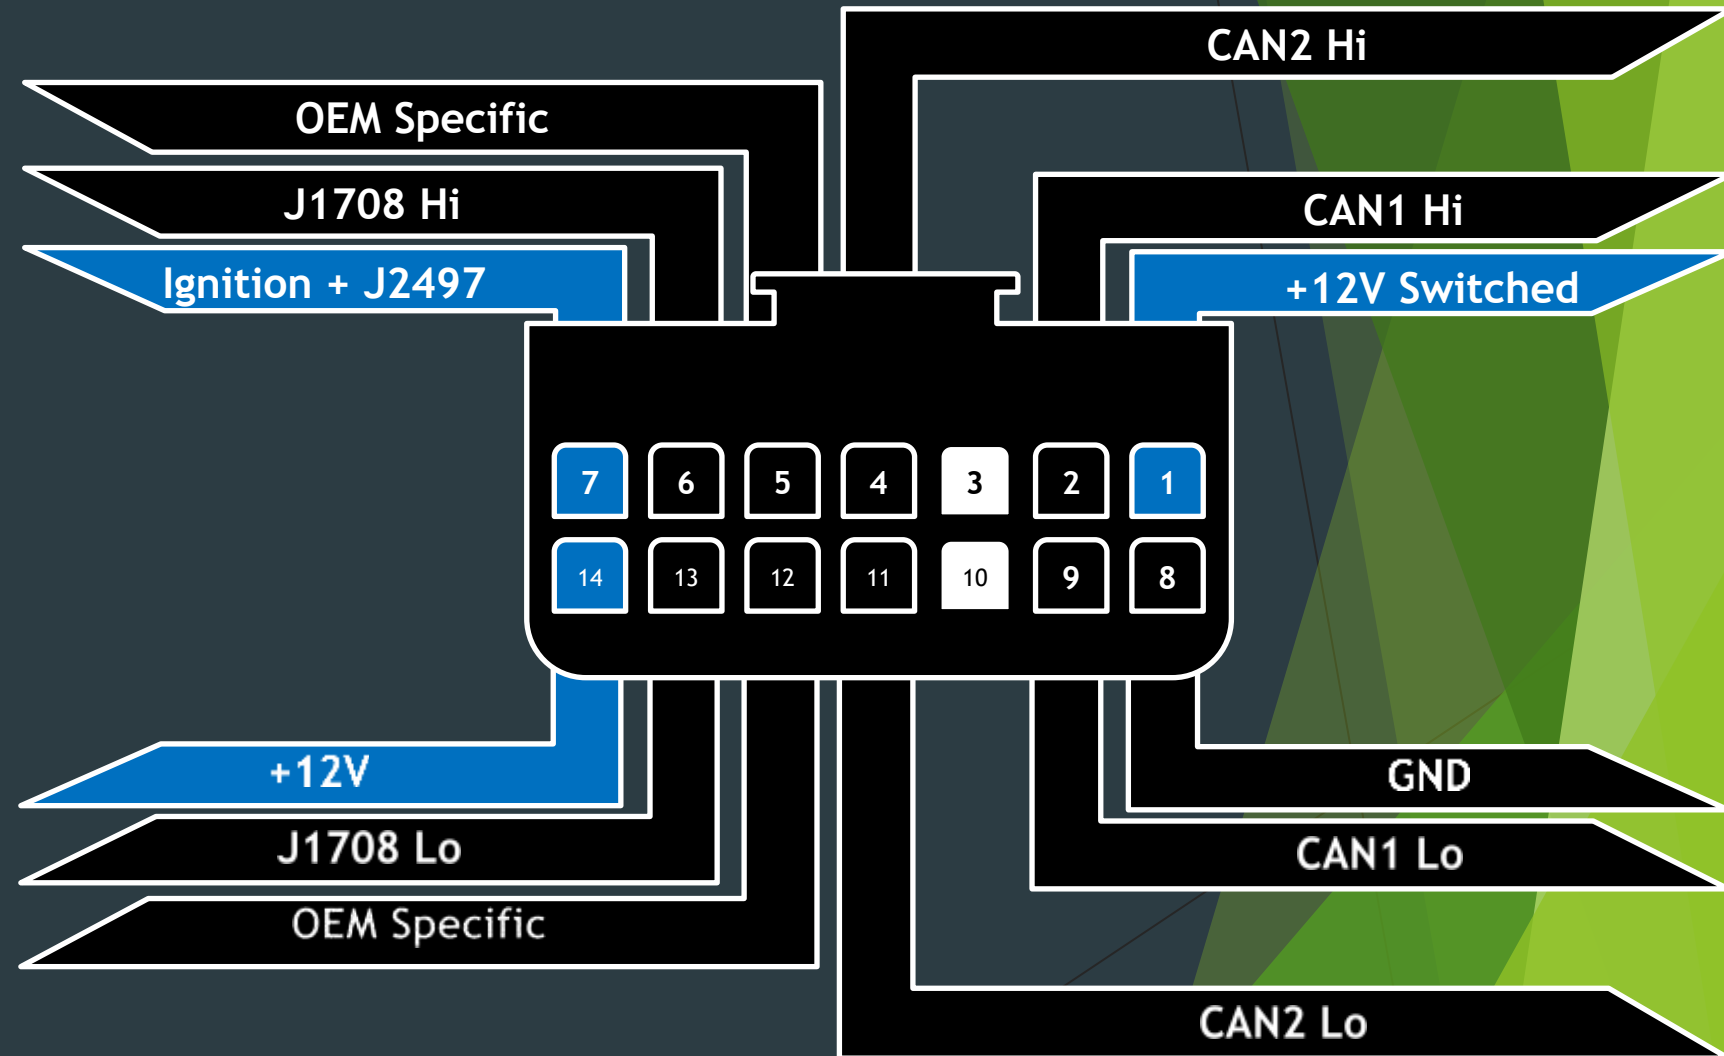 CAN2 Hi
OEM Specific
J1708 Hi
CAN1 Hi
Ignition + J2497
+12V Switched
7 6 5 4 3 2 1
14 13 12 11 10 9 8
+12V
GND
J1708 Lo
CAN1 Lo
OEM Specific
CAN2 Lo